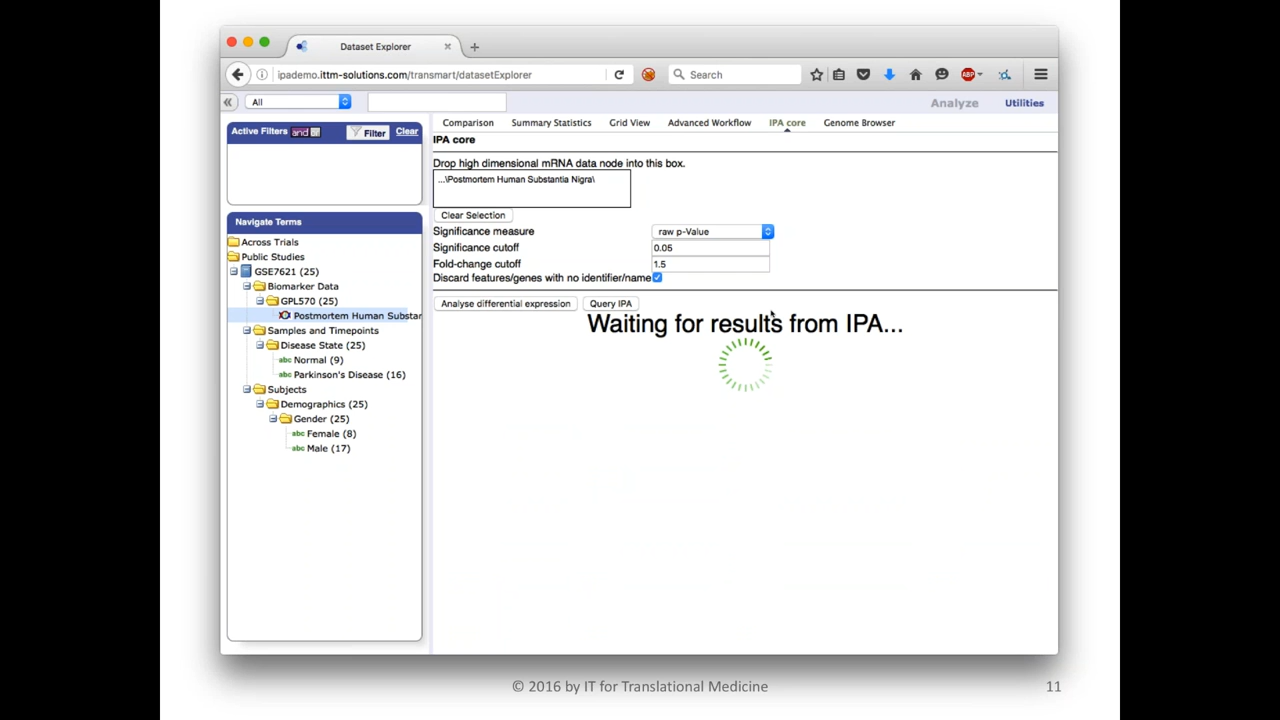 Dataset Explorer
ipademo.ittm-solutions.com/transmart/datasetExplorer
Search
ABP
All
Analyze
Utilities
Active Filters and or Filter Clear
Comparison Summary Statistics Grid View Advanced Workflow IPA core Genome Browser
IPA core
Drop high dimensional mRNA data node into this box.
...\Postmortem Human Substantia Nigra\
Clear Selection
Significance measure raw p-Value
Significance cutoff 0.05
Fold-change cutoff 1.5
Discard features/genes with no identifier/name
Analyse differential expression Query IPA
Waiting for results from IPA...
Navigate Terms
Across Trials
Public Studies
GSE7621 (25)
Biomarker Data
GPL570 (25)
Postmortem Human Substar
Samples and Timepoints
Disease State (25)
abc Normal (9)
abc Parkinson's Disease (16)
Subjects
Demographics (25)
Gender (25)
abc Female (8)
abc Male (17)
© 2016 by IT for Translational Medicine
11